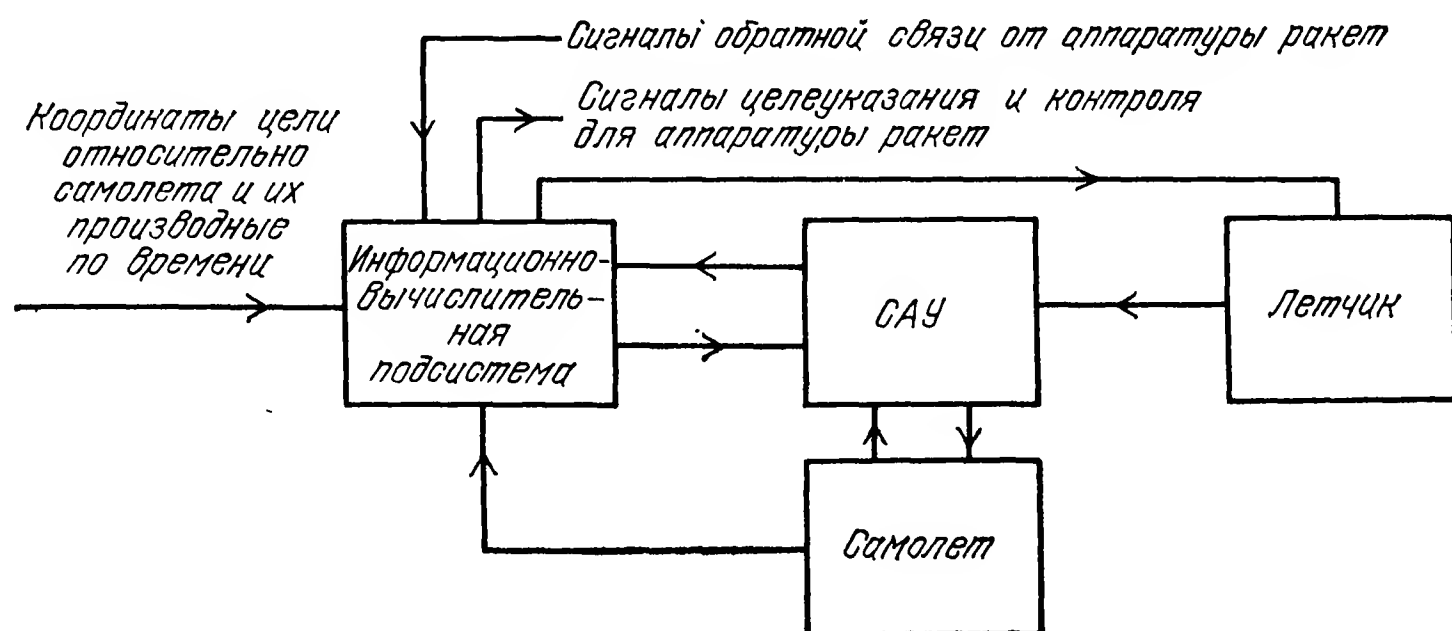 Сигналы обратной связи от аппаратуры ракет
Сигналы целеуказания и контроля
для аппаратуры ракет
Координаты цели
относительно
самолета и их
производные
по времени
Информационно-
вычислитель-
ная
подсистема
САУ
Летчик
Самолет